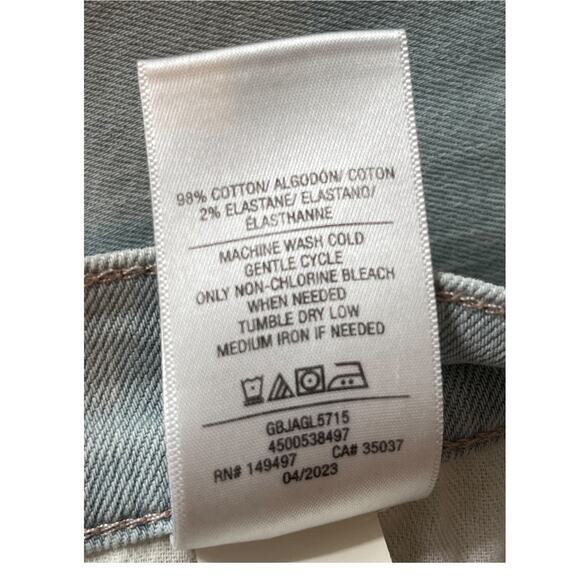 98% COTTON/ ALGODÓN/ COTON
2% ELASTANE/ ELASTANO/
ÉLASTHANNE
MACHINE WASH COLD
GENTLE CYCLE
ONLY NON-CHLORINE BLEACH
WHEN NEEDED
TUMBLE DRY LOW
MEDIUM IRON IF NEEDED
GBJAGL5715
4500538497
RN# 149497 CA# 35037
04/2023